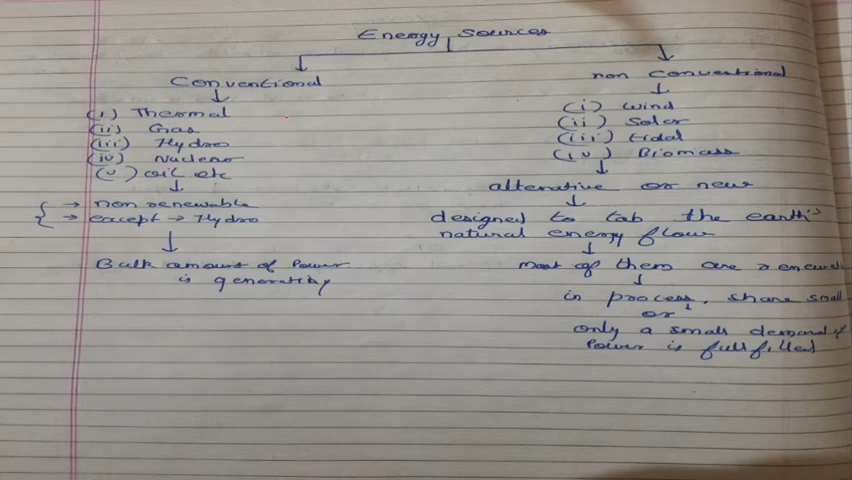 Energy Sources
Conventional
(i) Thermal
(ii) Gas
(iii) Hydro
(iv) Nuclear
(v) oil etc
→ non renewable
→ except → Hydro
Bulk amount of Power
is generating
non conventional
(i) wind
(ii) Solar
(iii) tidal
(iv) Biomass
alternative or new
designed to tab the earth's
natural energy flow
most of them are
in process, share small
or
only a small demand of
Power is fullfilled